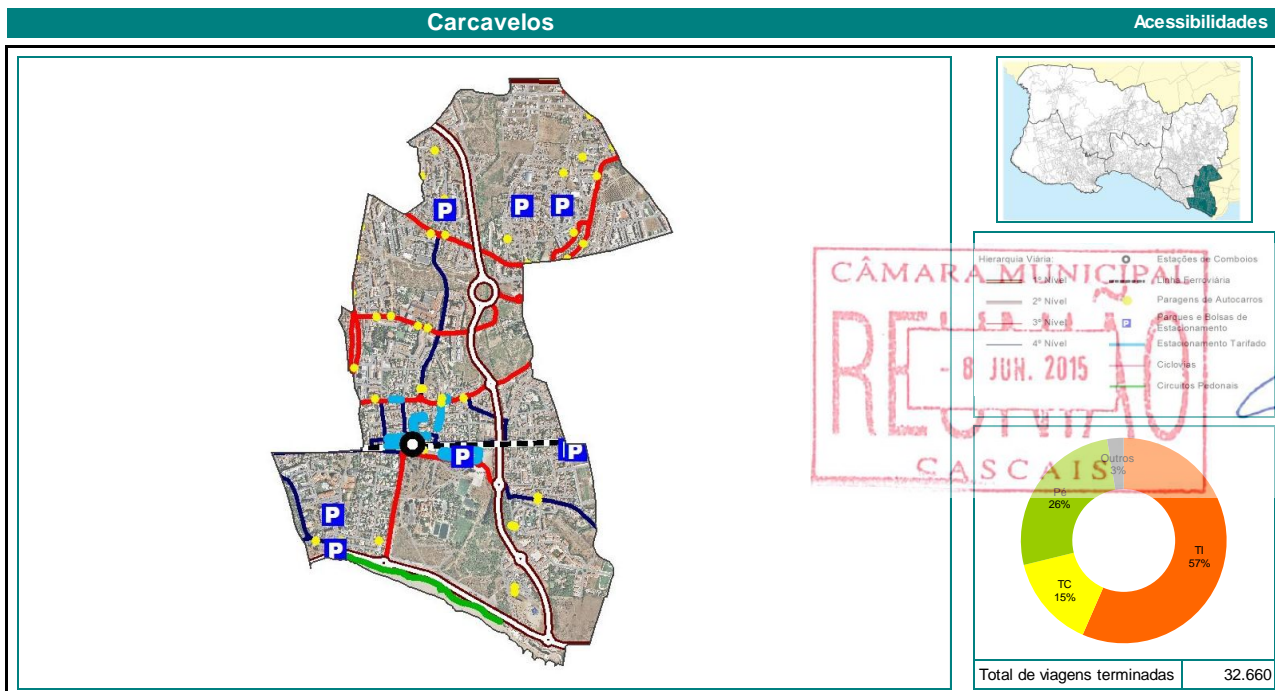 Carcavelos
Acessibilidades
P
P
P
P
P
P
P
Hierarquia Viária:
1º Nível
2º Nível
3º Nível
4º Nível
Estações de Comboios
Linha Ferroviária
Paragens de Autocarros
P
Parques e Bolsas de
Estacionamento
Estacionamento Tarifado
Ciclovias
Circuitos Pedonais
CÂMARA MUNICIPAL
REUNIÃO
- 8 JUN. 2015
CASCAIS
Outros
3%
Pé
26%
TC
15%
TI
57%
Total de viagens terminadas
32.660